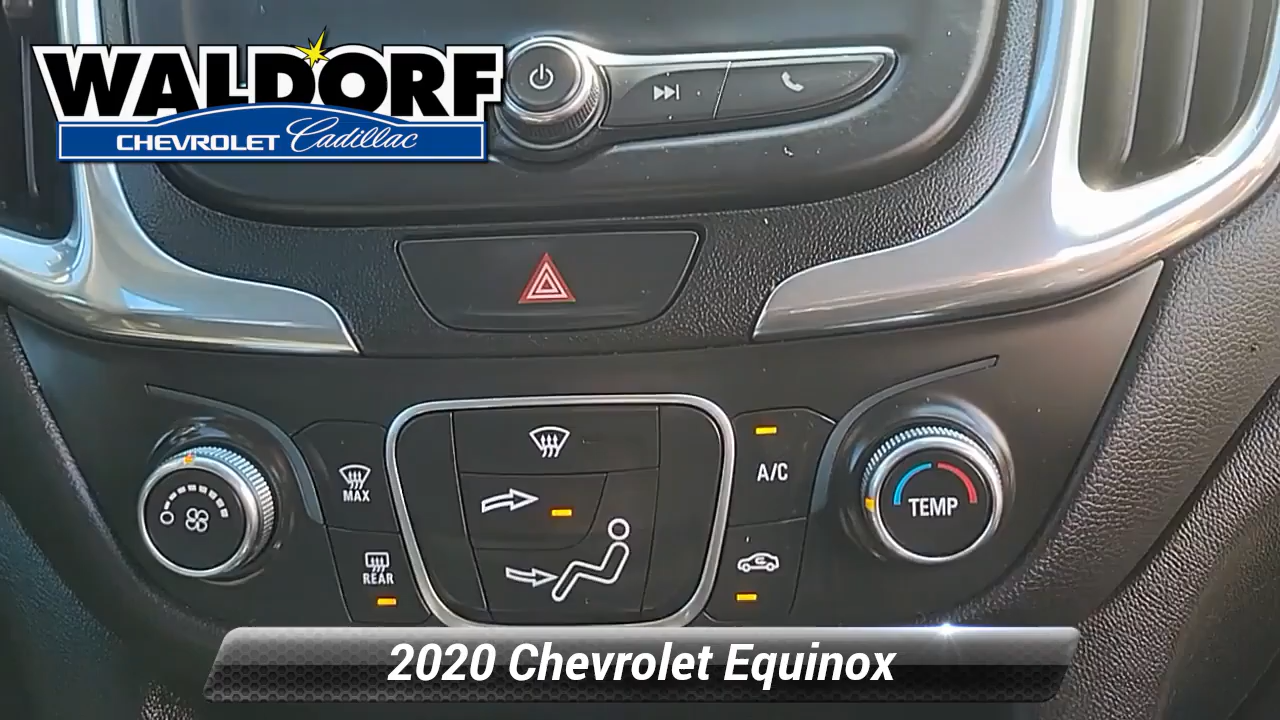 WALDORF
CHEVROLET Cadillac
MAX
A/C
TEMP
REAR
2020 Chevrolet Equinox